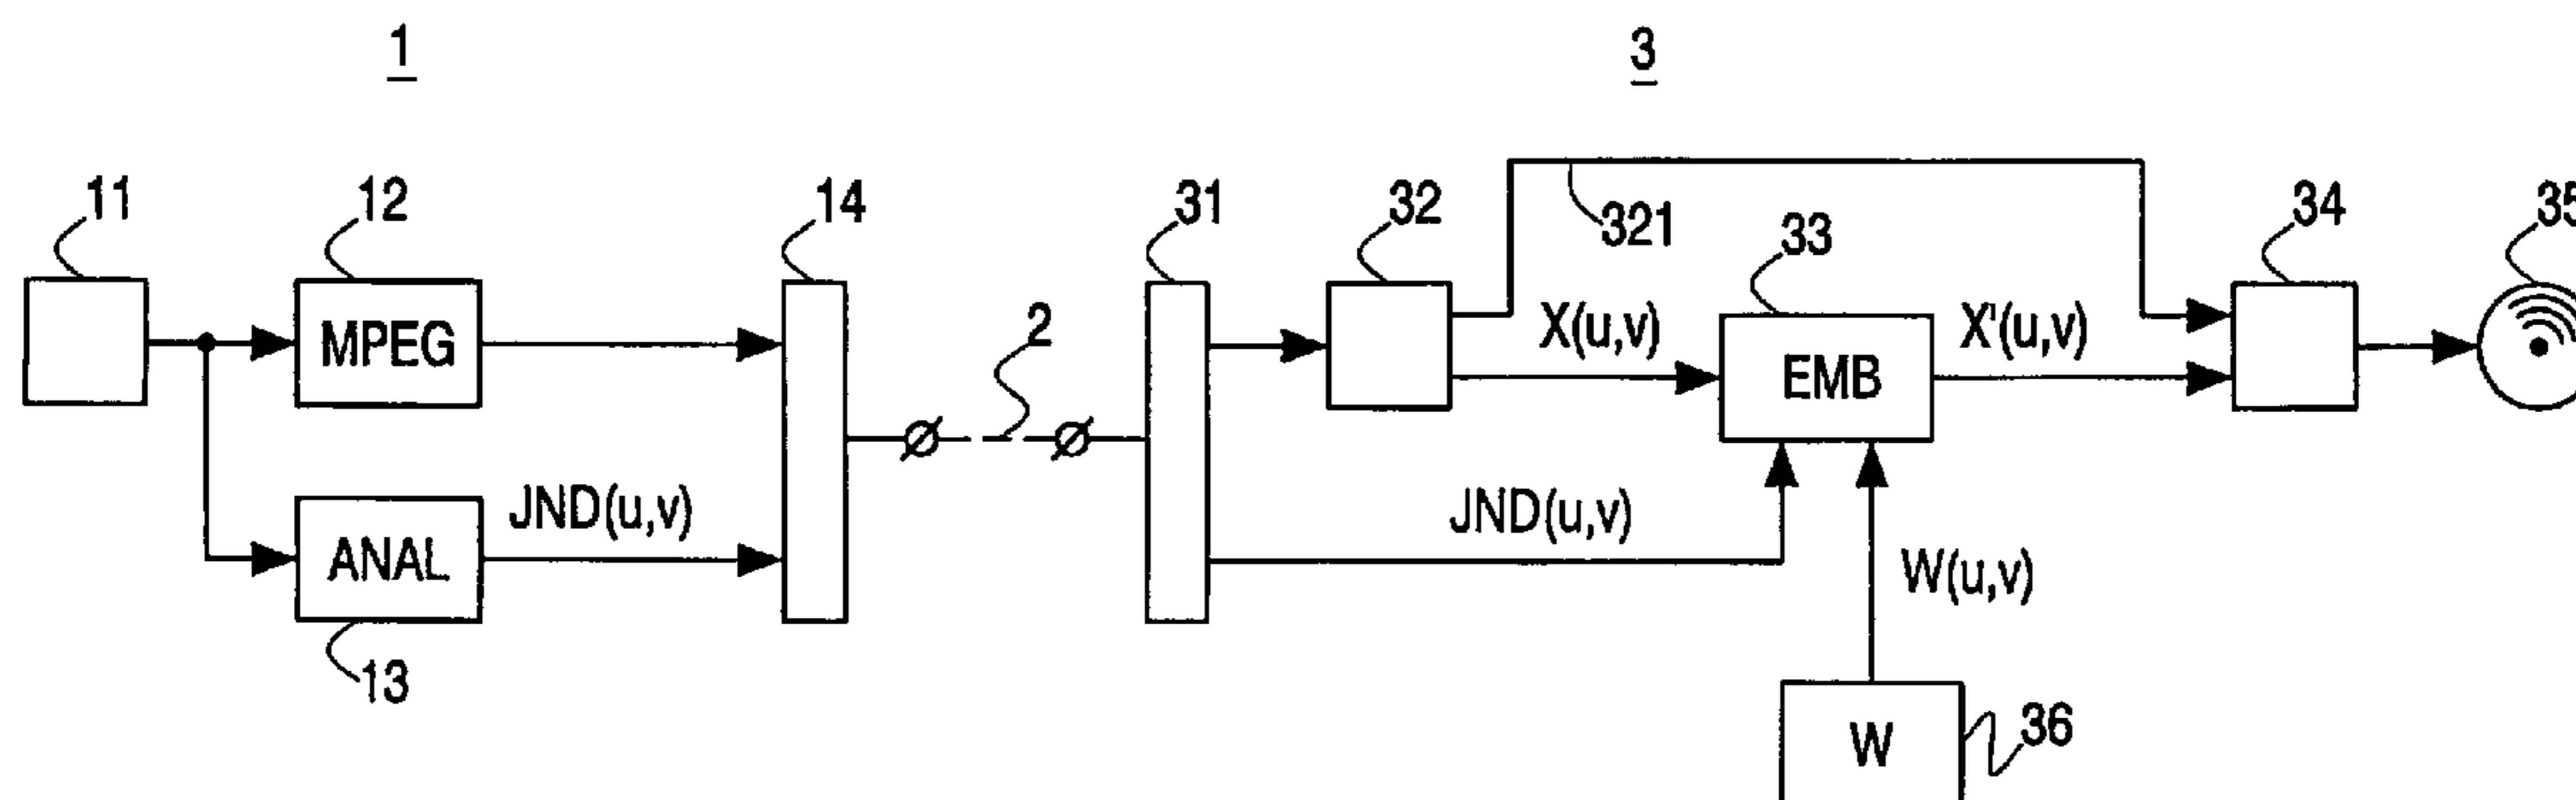 1
3
11
12
14
31
32
321
33
34
35
2
MPEG
X(u,v)
EMB
X'(u,v)
ANAL
JND(u,v)
JND(u,v)
W(u,v)
13
W
36